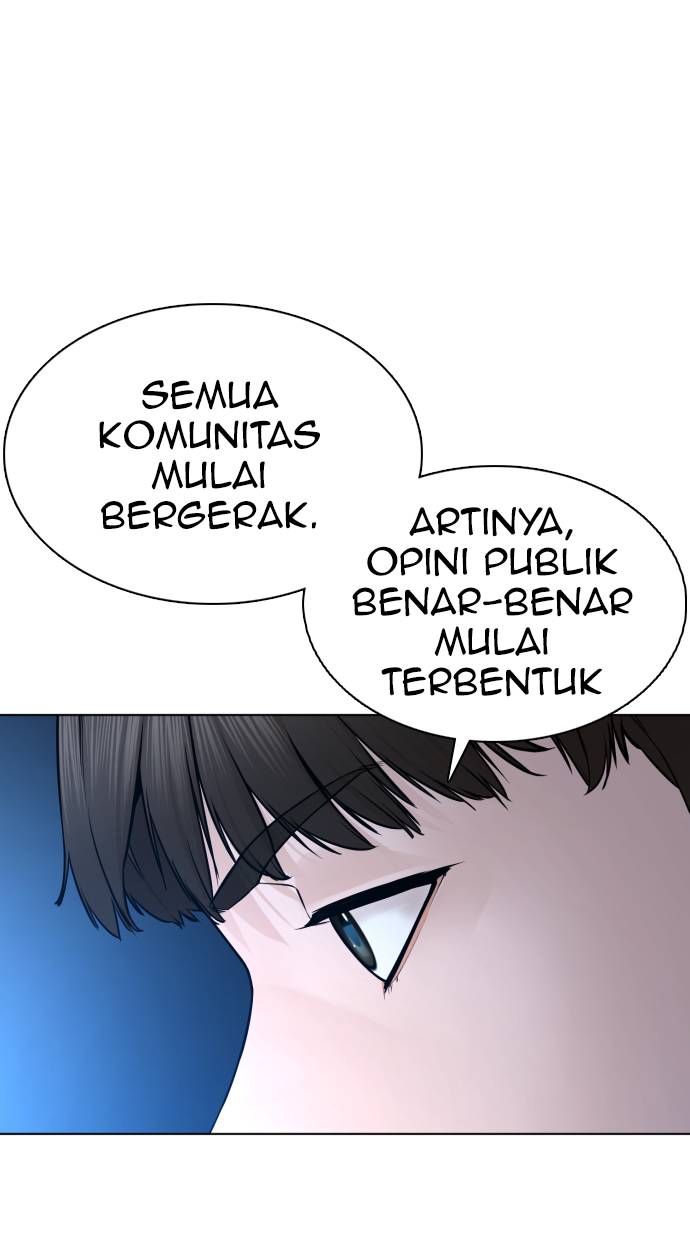 SEMUA
KOMUNITAS
MULAI
BERGERAK.
ARTINYA,
OPINI PUBLIK
BENAR-BENAR
MULAI
TERBENTUK